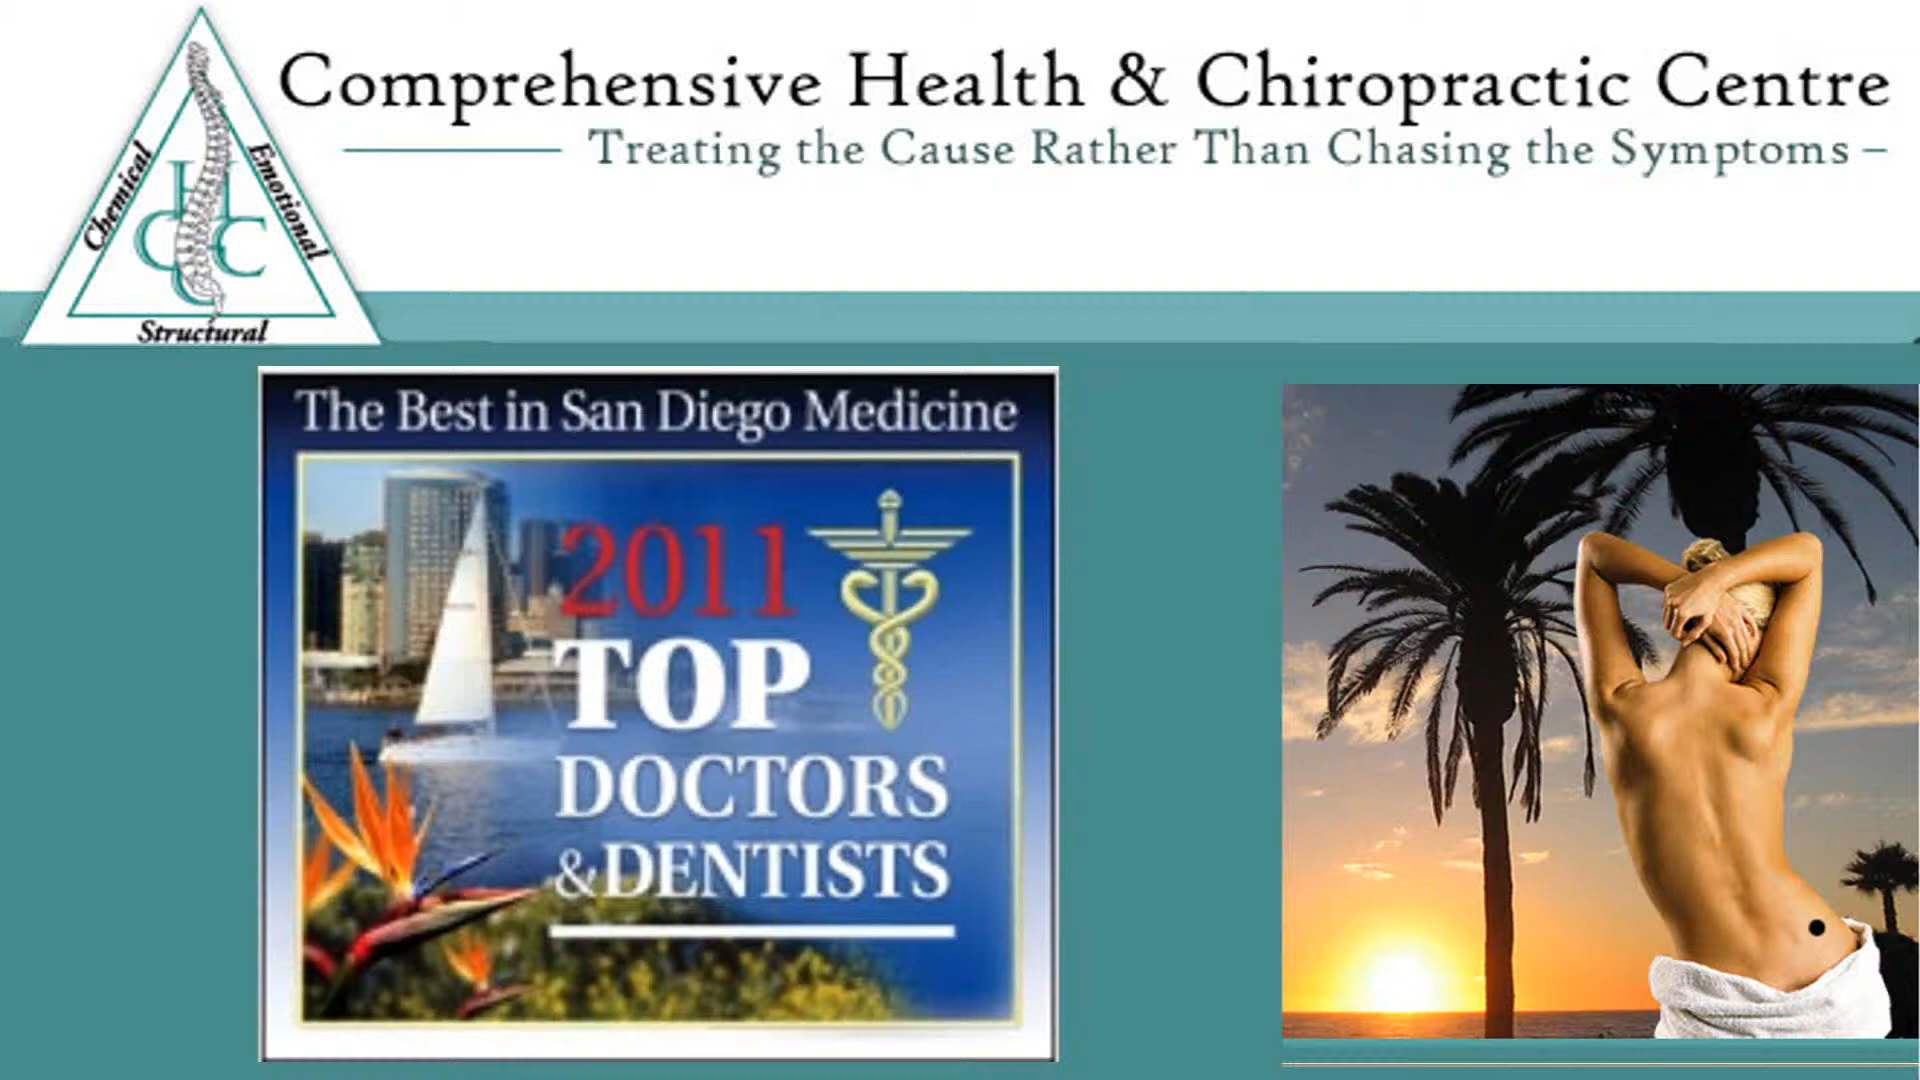 Comprehensive Health & Chiropractic Centre
Treating the Cause Rather Than Chasing the Symptoms –
Chemical
Emotional
HCCC
Structural
The Best in San Diego Medicine
2011
TOP
DOCTORS
&DENTISTS